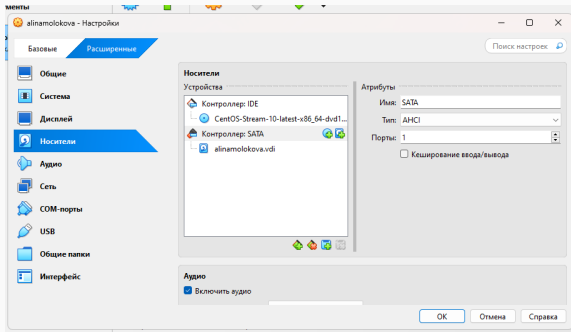 менты
alinamolokova - Настройки
Базовые
Расширенные
Поиск настроек
Общие
Система
Дисплей
Носители
Аудио
Сеть
COM-порты
USB
Общие папки
Интерфейс
Носители
Устройства
Контроллер: IDE
CentOS-Stream-10-latest-x86_64-dvd1...
Контроллер: SATA
alinamolokova.vdi
Атрибуты
Имя: SATA
Тип: AHCI
Порты: 1
Кеширование ввода/вывода
Аудио
Включить аудио
OK
Отмена
Справка